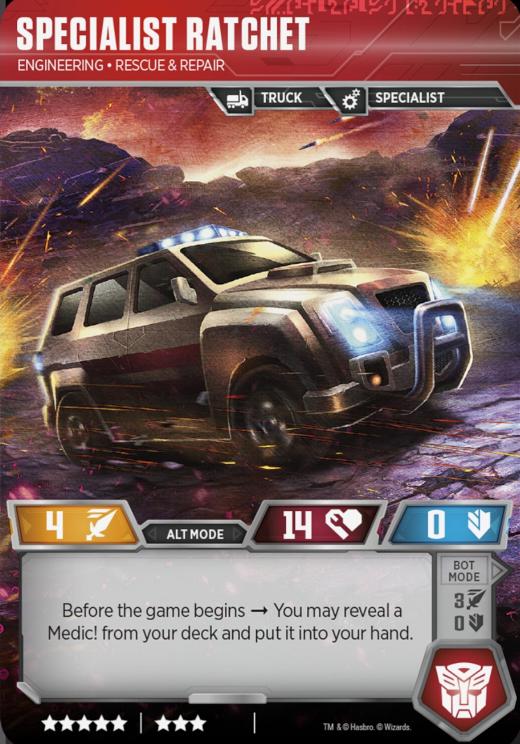 SPECIALIST RATCHET
ENGINEERING • RESCUE & REPAIR
TRUCK SPECIALIST
4 ALT MODE 14 0
BOT
MODE
3
0
Before the game begins → You may reveal a
Medic! from your deck and put it into your hand.
TM & © Hasbro. © Wizards.